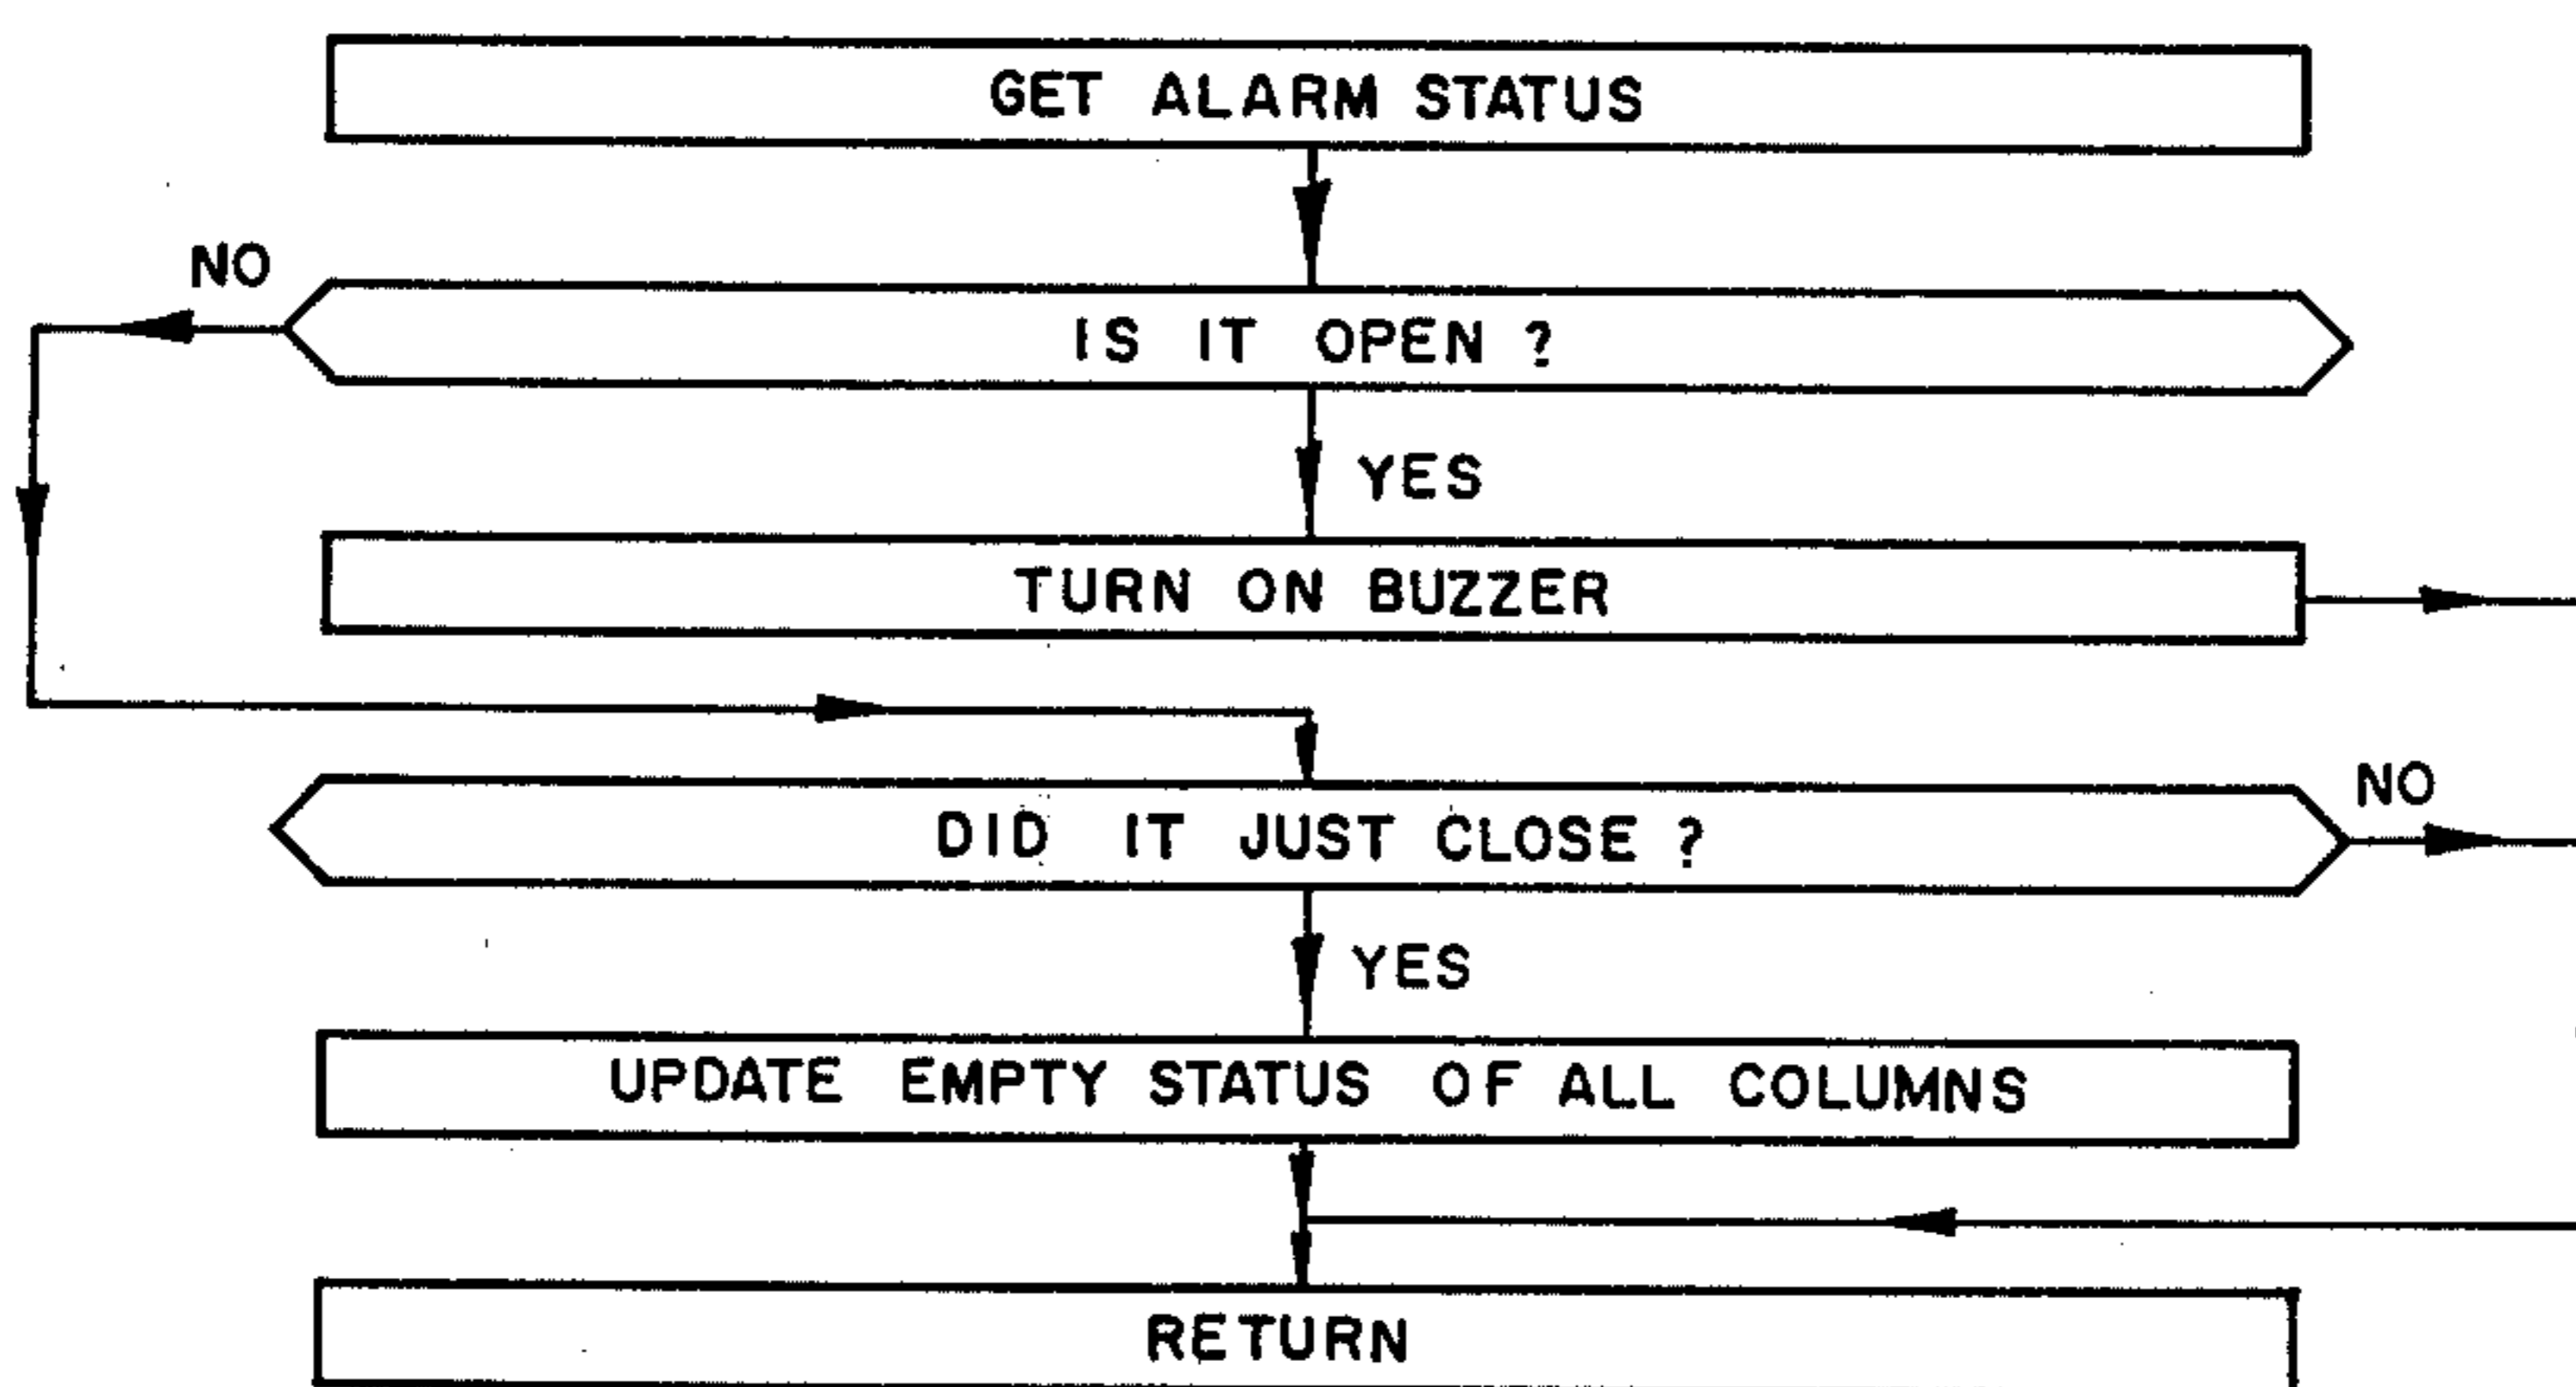 GET ALARM STATUS
NO
IS IT OPEN ?
YES
TURN ON BUZZER
DID IT JUST CLOSE ?
NO
YES
UPDATE EMPTY STATUS OF ALL COLUMNS
RETURN